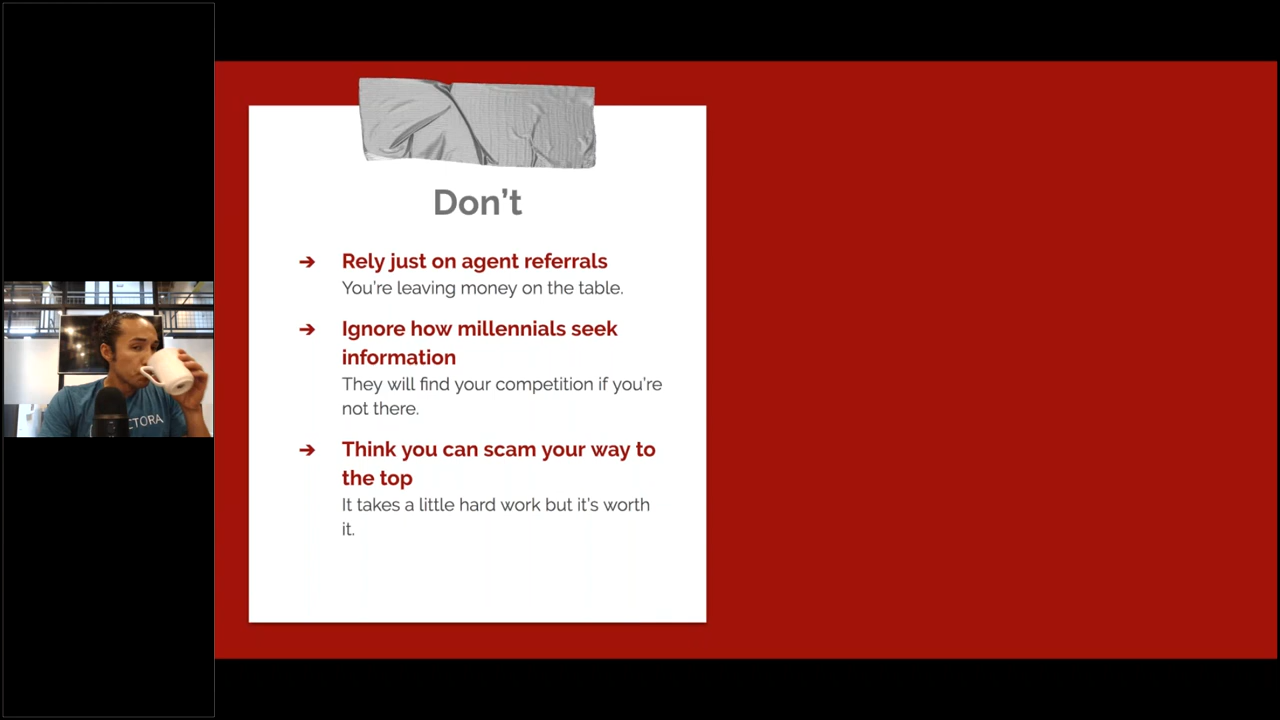 Don’t
➔ Rely just on agent referrals
You’re leaving money on the table.
➔ Ignore how millennials seek
information
They will find your competition if you’re
not there.
➔ Think you can scam your way to
the top
It takes a little hard work but it’s worth
it.
CTORA